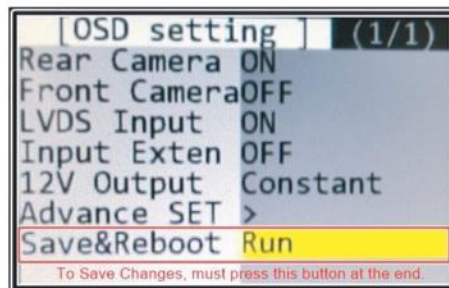 [OSD setting ] (1/1)
Rear Camera ON
Front CameraOFF
LVDS Input ON
Input Exten OFF
12V Output Constant
Advance SET >
Save&Reboot Run
To Save Changes, must press this button at the end.